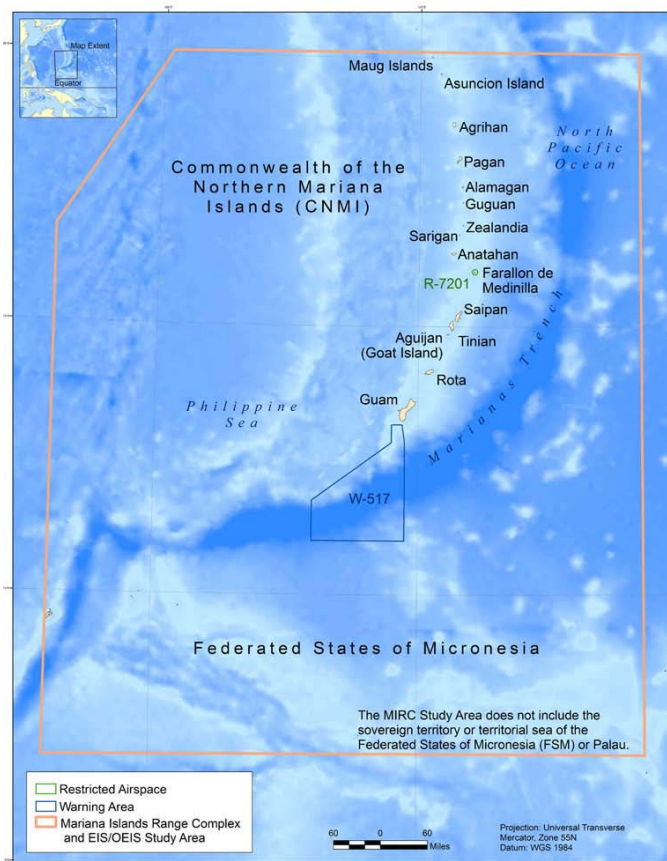 Map Extent
Equator
Maug Islands
Asuncion Island
Agrihan
North
Pacific
Ocean
Pagan
Commonwealth of the
Northern Mariana
Islands (CNMI)
Alamagan
Guguan
Zealandia
Sarigan
Anatahan
R-7201
Farallon de
Medinilla
Saipan
Aguijan
(Goat Island)
Tinian
Marianas Trench
Rota
Guam
Philippine
Sea
W-517
Federated States of Micronesia
The MIRC Study Area does not include the
sovereign territory or territorial sea of the
Federated States of Micronesia (FSM) or Palau.
Restricted Airspace
Warning Area
Mariana Islands Range Complex
and EIS/OEIS Study Area
60 30 0 60
Miles
Projection: Universal Transverse
Mercator, Zone 55N
Datum: WGS 1984